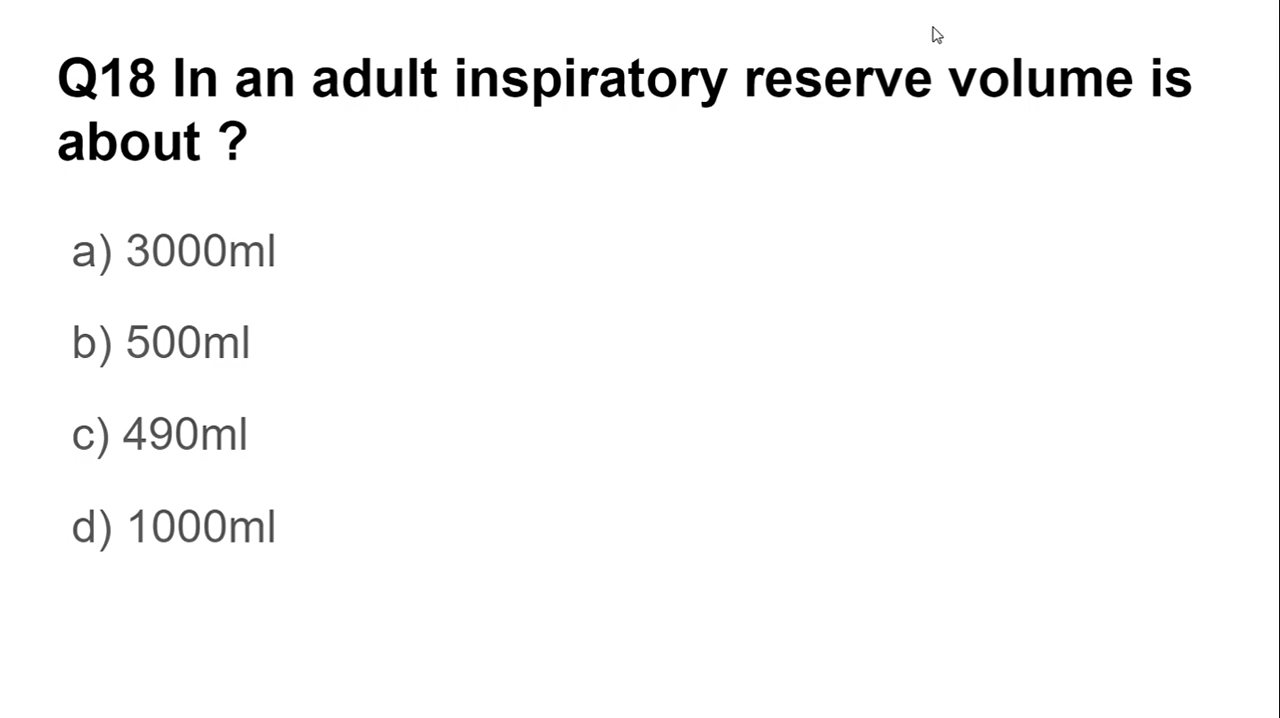 Q18 In an adult inspiratory reserve volume is
about ?
a) 3000ml
b) 500ml
c) 490ml
d) 1000ml